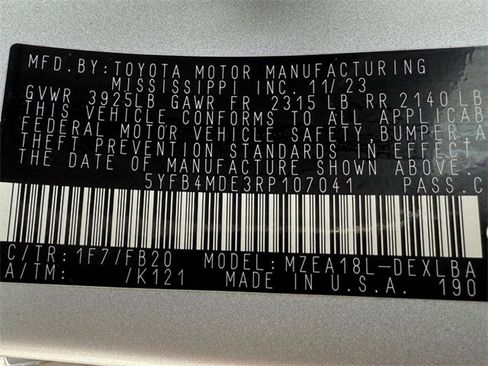 MFD. BY: TOYOTA MOTOR MANUFACTURING
MISSISSIPPI INC. 11/23
GVWR 3925LB GAWR FR 2315 LB RR 2140 LB
THIS VEHICLE CONFORMS TO ALL APPLICAB
FEDERAL MOTOR VEHICLE SAFETY, BUMPER A
THEFT PREVENTION STANDARDS IN EFFECT
THE DATE OF MANUFACTURE SHOWN ABOVE.
5YFB4MDE3RP107041 PASS.C
C/TR: 1F7/FB20 MODEL: MZEA18L-DEXLBA
A/TM: /K121 MADE IN U.S.A. 190